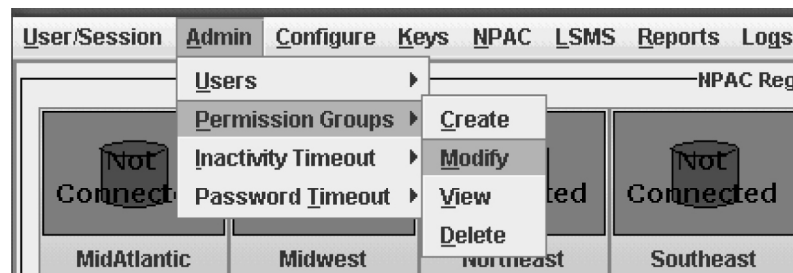 User/Session Admin Configure Keys NPAC LSMS Reports Logs
Users
NPAC Reg
Permission Groups
Create
Inactivity Timeout
Modify
Password Timeout
View
Delete
Not
Connect
ted
Not
Connected
MidAtlantic
Midwest
Northeast
Southeast